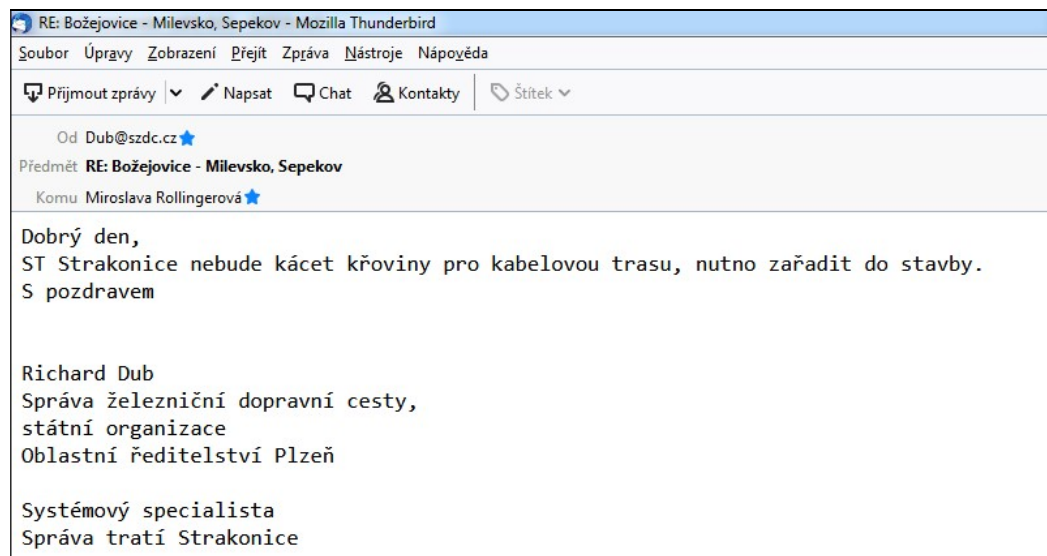 RE: Božejovice - Milevsko, Sepekov - Mozilla Thunderbird
Soubor Úpravy Zobrazení Přejít Zpráva Nástroje Nápověda
Přijmout zprávy Napsat Chat Kontakty Štítek
Od Dub@szdc.cz
Předmět RE: Božejovice - Milevsko, Sepekov
Komu Miroslava Rollingerová
Dobrý den,
ST Strakonice nebude kácet křoviny pro kabelovou trasu, nutno zařadit do stavby.
S pozdravem
Richard Dub
Správa železniční dopravní cesty,
státní organizace
Oblastní ředitelství Plzeň
Systémový specialista
Správa tratí Strakonice